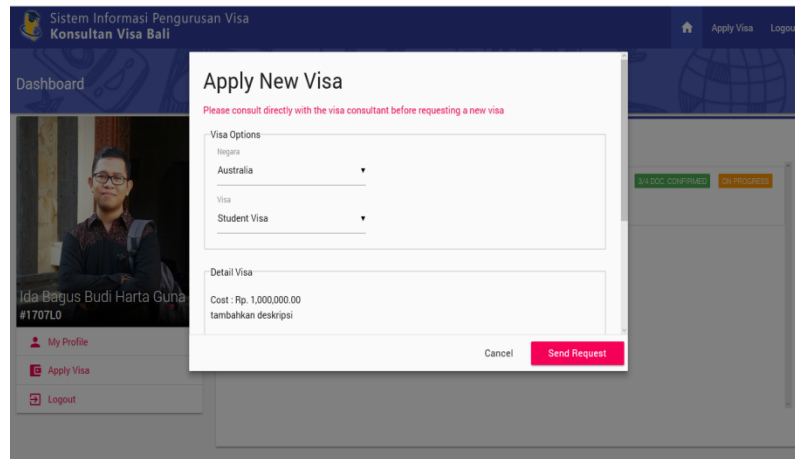 Sistem Informasi Pengurusan Visa
Konsultan Visa Bali
Apply Visa
Logou
Dashboard
Apply New Visa
Please consult directly with the visa consultant before requesting a new visa
Visa Options
Negara
Australia
Visa
Student Visa
3/4 DOC CONFIRMED
ON PROGRESS
Detail Visa
Cost : Rp. 1,000,000.00
tambahkan deskripsi
Ida Bagus Budi Harta Guna
#1707L0
My Profile
Apply Visa
Logout
Cancel
Send Request